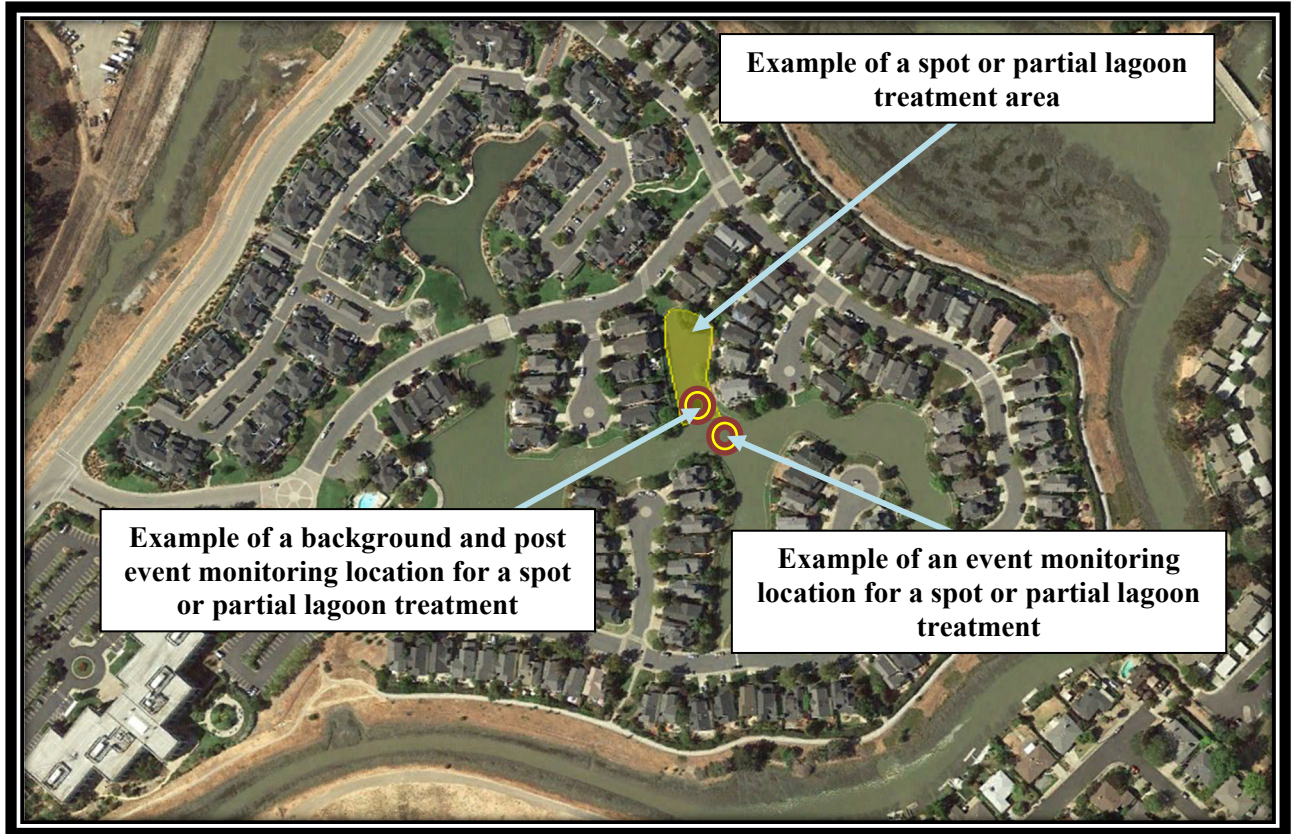 Example of a spot or partial lagoon
treatment area
Example of a background and post
event monitoring location for a spot
or partial lagoon treatment
Example of an event monitoring
location for a spot or partial lagoon
treatment